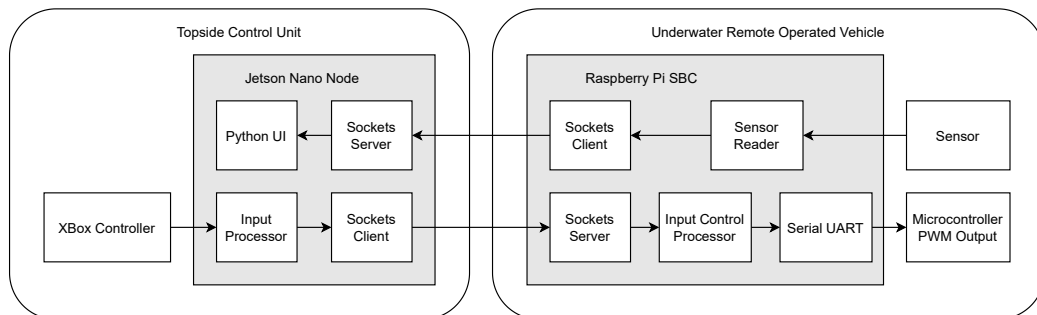 Topside Control Unit
Underwater Remote Operated Vehicle
Jetson Nano Node
Raspberry Pi SBC
Python UI
Sockets
Server
Sockets
Client
Sensor
Reader
Sensor
XBox Controller
Input
Processor
Sockets
Client
Sockets
Server
Input Control
Processor
Serial UART
Microcontroller
PWM Output